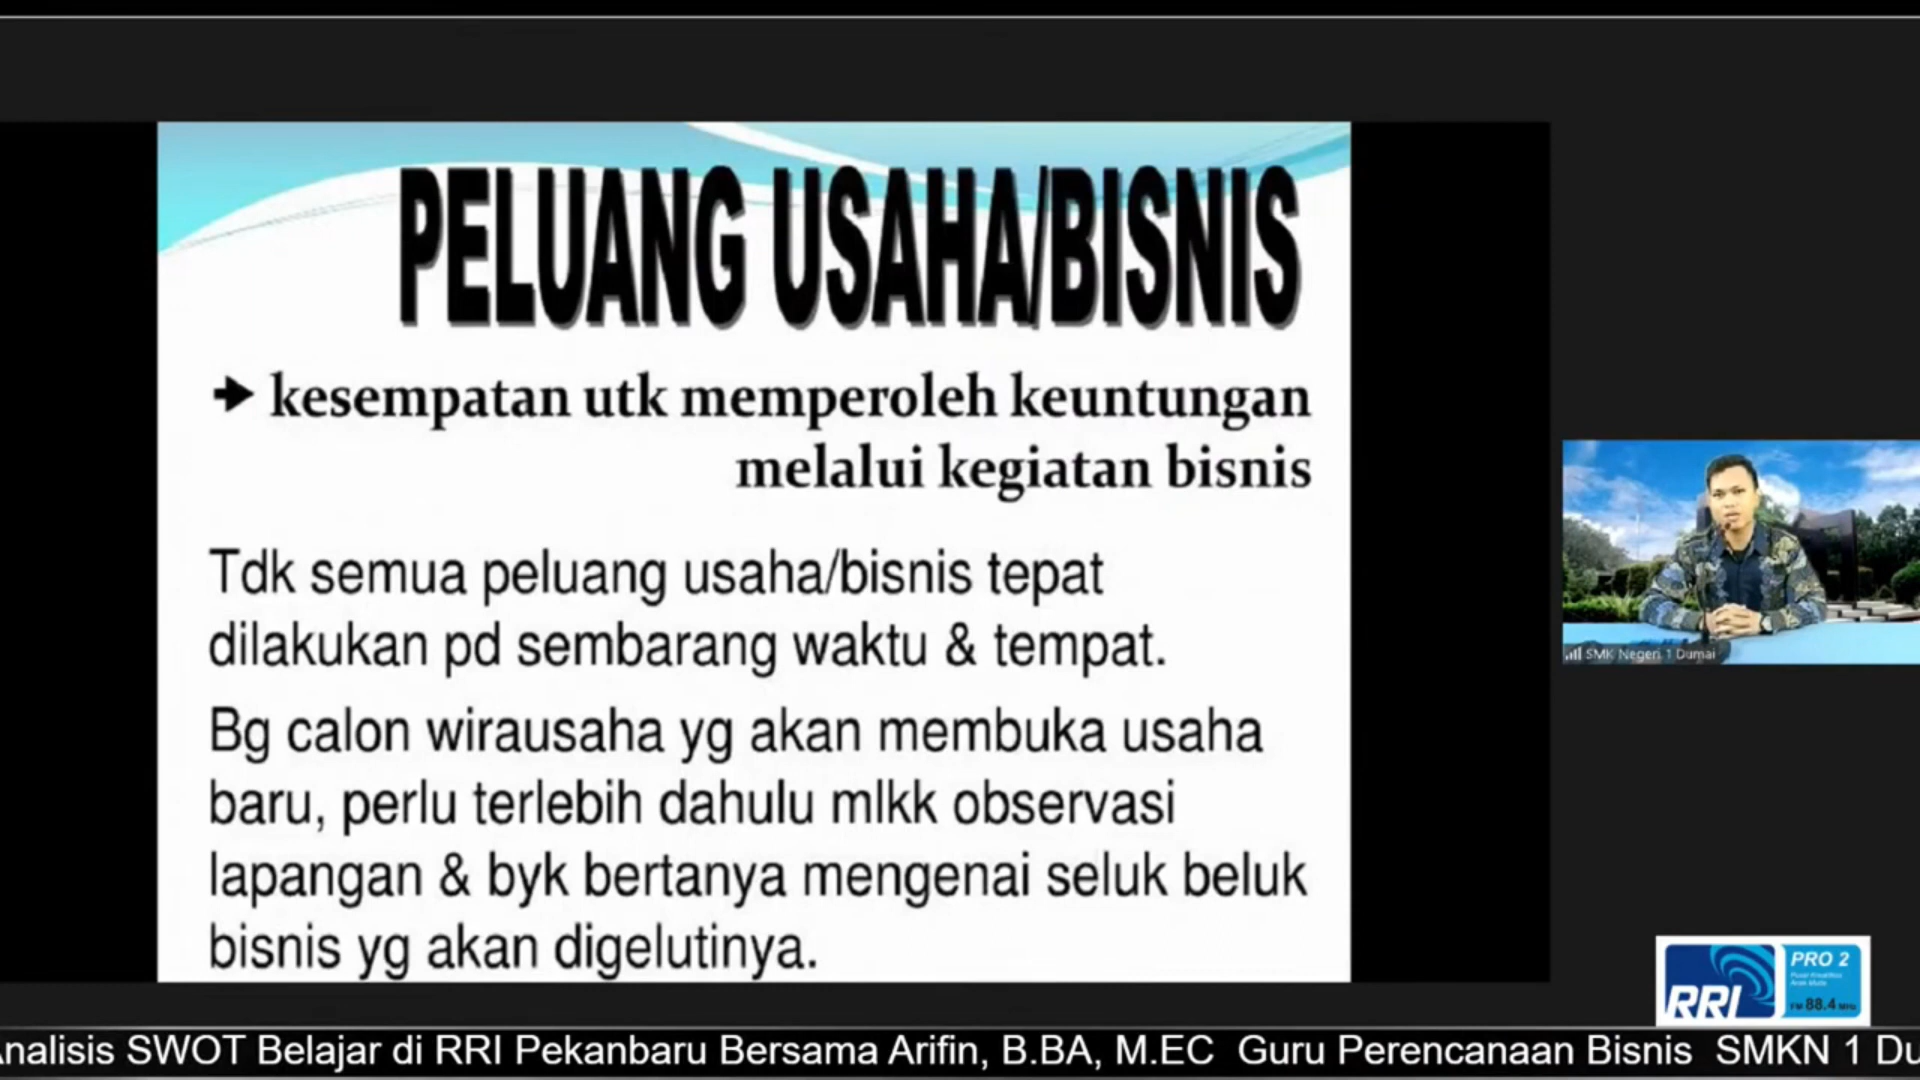 PELUANG USAHA/BISNIS
➔ kesempatan utk memperoleh keuntungan
melalui kegiatan bisnis
Tdk semua peluang usaha/bisnis tepat
dilakukan pd sembarang waktu & tempat.
Bg calon wirausaha yg akan membuka usaha
baru, perlu terlebih dahulu mlkk observasi
lapangan & byk bertanya mengenai seluk beluk
bisnis yg akan digelutinya.
SMK Negeri 1 Dumai
RRI
PRO 2
FM 88.4 MHz
nalisis SWOT Belajar di RRI Pekanbaru Bersama Arifin, B.BA, M.EC Guru Perencanaan Bisnis SMKN 1 Du